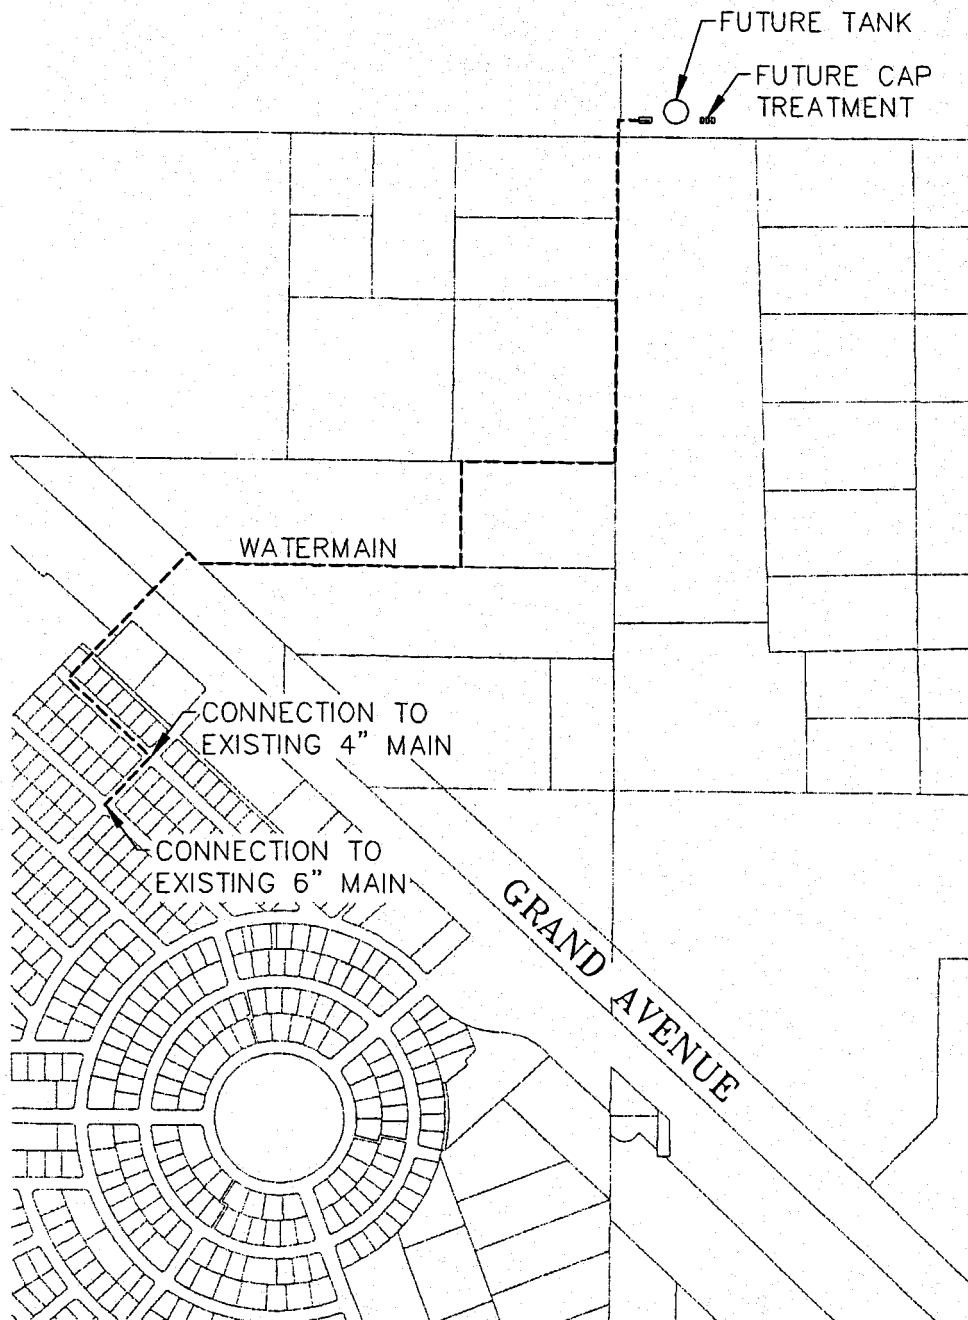 FUTURE TANK
FUTURE CAP
TREATMENT
WATERMAIN
CONNECTION TO
EXISTING 4" MAIN
CONNECTION TO
EXISTING 6" MAIN
GRAND AVENUE